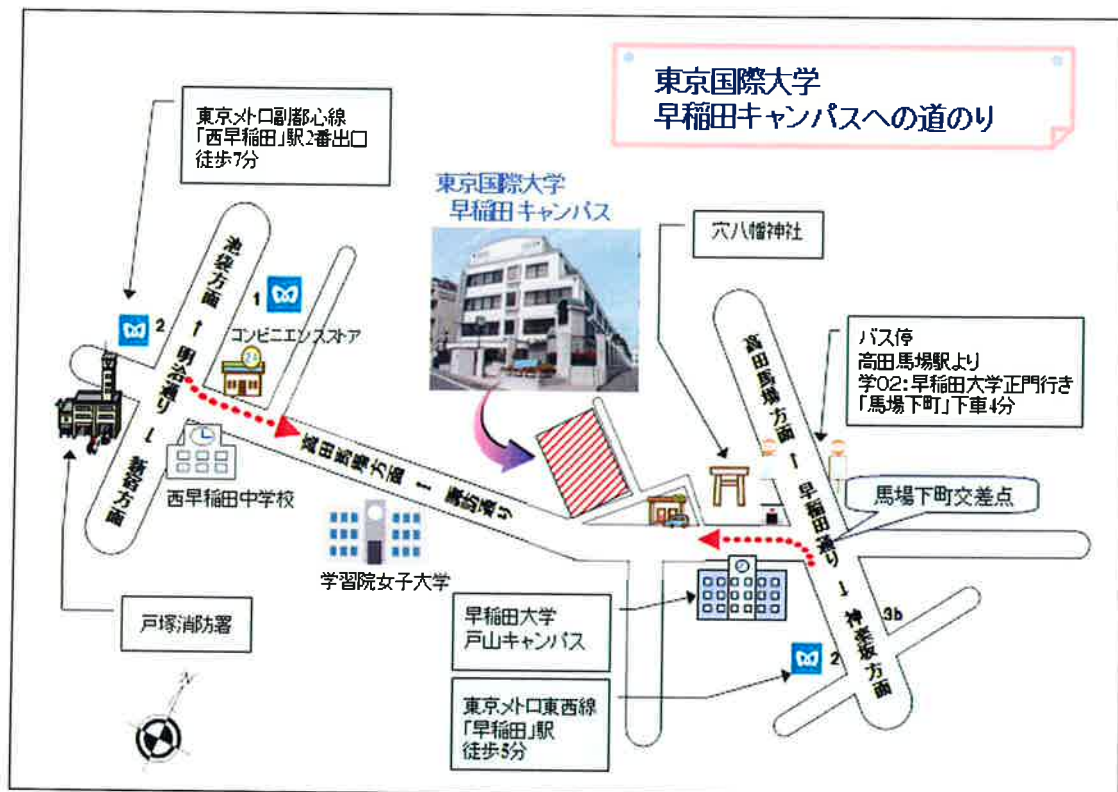 東京国際大学
早稲田キャンパスへの道のり
東京メトロ副都心線
「西早稲田」駅2番出口
徒歩7分
東京国際大学
早稲田キャンパス
穴八幡神社
池袋方面 ↑ 明治通り ↓ 新宿方面
1
2
コンビニエンスストア
バス停
高田馬場駅より
学02:早稲田大学正門行き
「馬場下町」下車4分
高田馬場方面 ↑ 早稲田通り ↓ 神楽坂方面
高田馬場方面 ↑ 諏訪通り
西早稲田中学校
馬場下町交差点
学習院女子大学
戸塚消防署
早稲田大学
戸山キャンパス
3b
2
東京メトロ東西線
「早稲田」駅
徒歩5分
N